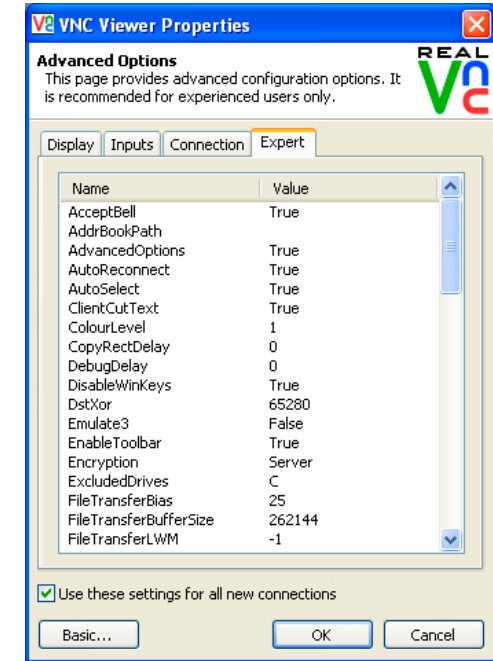 VNC Viewer Properties
Advanced Options
This page provides advanced configuration options. It
is recommended for experienced users only.
REAL
VNC
Display Inputs Connection Expert
Name Value
AcceptBell True
AddrBookPath
AdvancedOptions True
AutoReconnect True
AutoSelect True
ClientCutText True
ColourLevel 1
CopyRectDelay 0
DebugDelay 0
DisableWinKeys True
DstXor 65280
Emulate3 False
EnableToolbar True
Encryption Server
ExcludedDrives C
FileTransferBias 25
FileTransferBufferSize 262144
FileTransferLWM -1
Use these settings for all new connections
Basic... OK Cancel